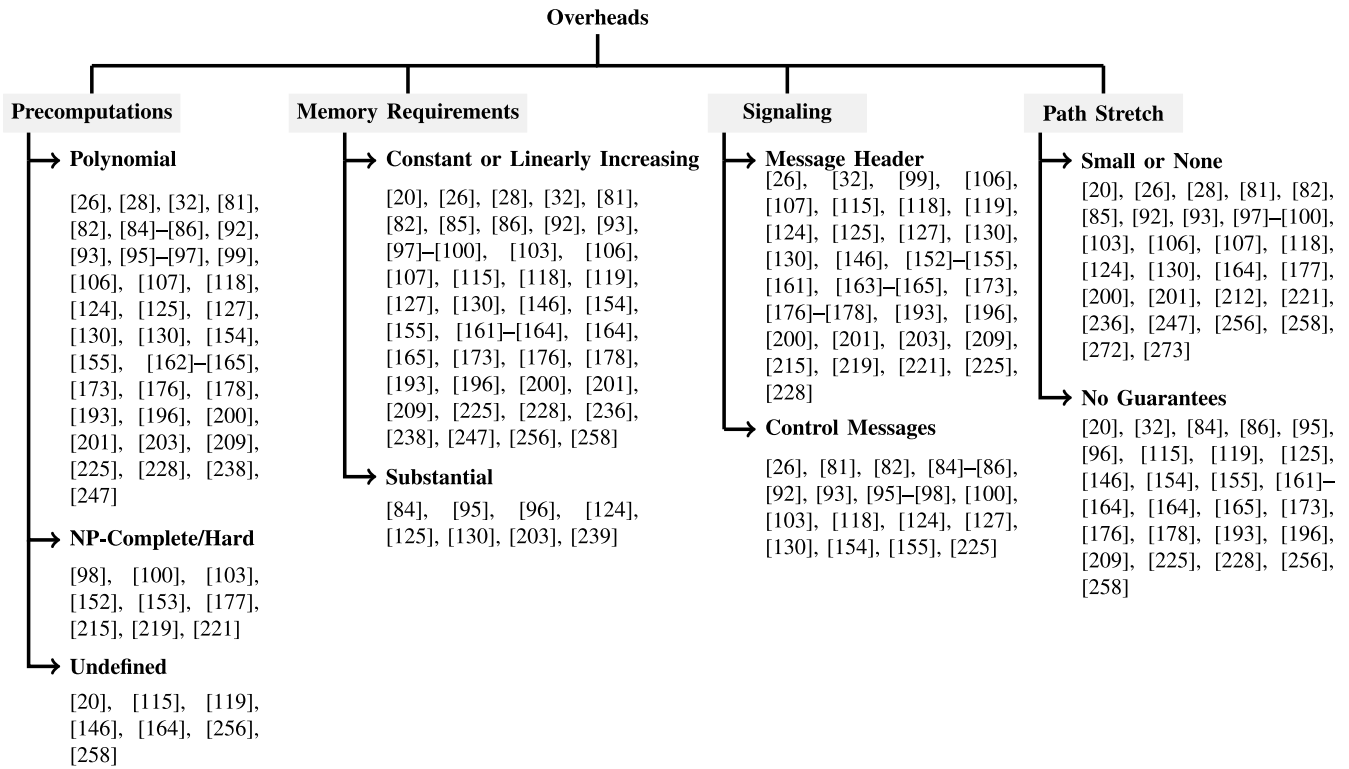 Overheads
Precomputations
Polynomial
[26], [28], [32], [81],
[82], [84]–[86], [92],
[93], [95]–[97], [99],
[106], [107], [118],
[124], [125], [127],
[130], [130], [154],
[155], [162]–[165],
[173], [176], [178],
[193], [196], [200],
[201], [203], [209],
[225], [228], [238],
[247]
NP-Complete/Hard
[98], [100], [103],
[152], [153], [177],
[215], [219], [221]
Undefined
[20], [115], [119],
[146], [164], [256],
[258]
Memory Requirements
Constant or Linearly Increasing
[20], [26], [28], [32], [81],
[82], [85], [86], [92], [93],
[97]–[100], [103], [106],
[107], [115], [118], [119],
[127], [130], [146], [154],
[155], [161]–[164], [164],
[165], [173], [176], [178],
[193], [196], [200], [201],
[209], [225], [228], [236],
[238], [247], [256], [258]
Substantial
[84], [95], [96], [124],
[125], [130], [203], [239]
Signaling
Message Header
[26], [32], [99], [106],
[107], [115], [118], [119],
[124], [125], [127], [130],
[130], [146], [152]–[155],
[161], [163]–[165], [173],
[176]–[178], [193], [196],
[200], [201], [203], [209],
[215], [219], [221], [225],
[228]
Control Messages
[26], [81], [82], [84]–[86],
[92], [93], [95]–[98], [100],
[103], [118], [124], [127],
[130], [154], [155], [225]
Path Stretch
Small or None
[20], [26], [28], [81], [82],
[85], [92], [93], [97]–[100],
[103], [106], [107], [118],
[124], [130], [164], [177],
[200], [201], [212], [221],
[236], [247], [256], [258],
[272], [273]
No Guarantees
[20], [32], [84], [86], [95],
[96], [115], [119], [125],
[146], [154], [155], [161]–
[164], [164], [165], [173],
[176], [178], [193], [196],
[209], [225], [228], [256],
[258]